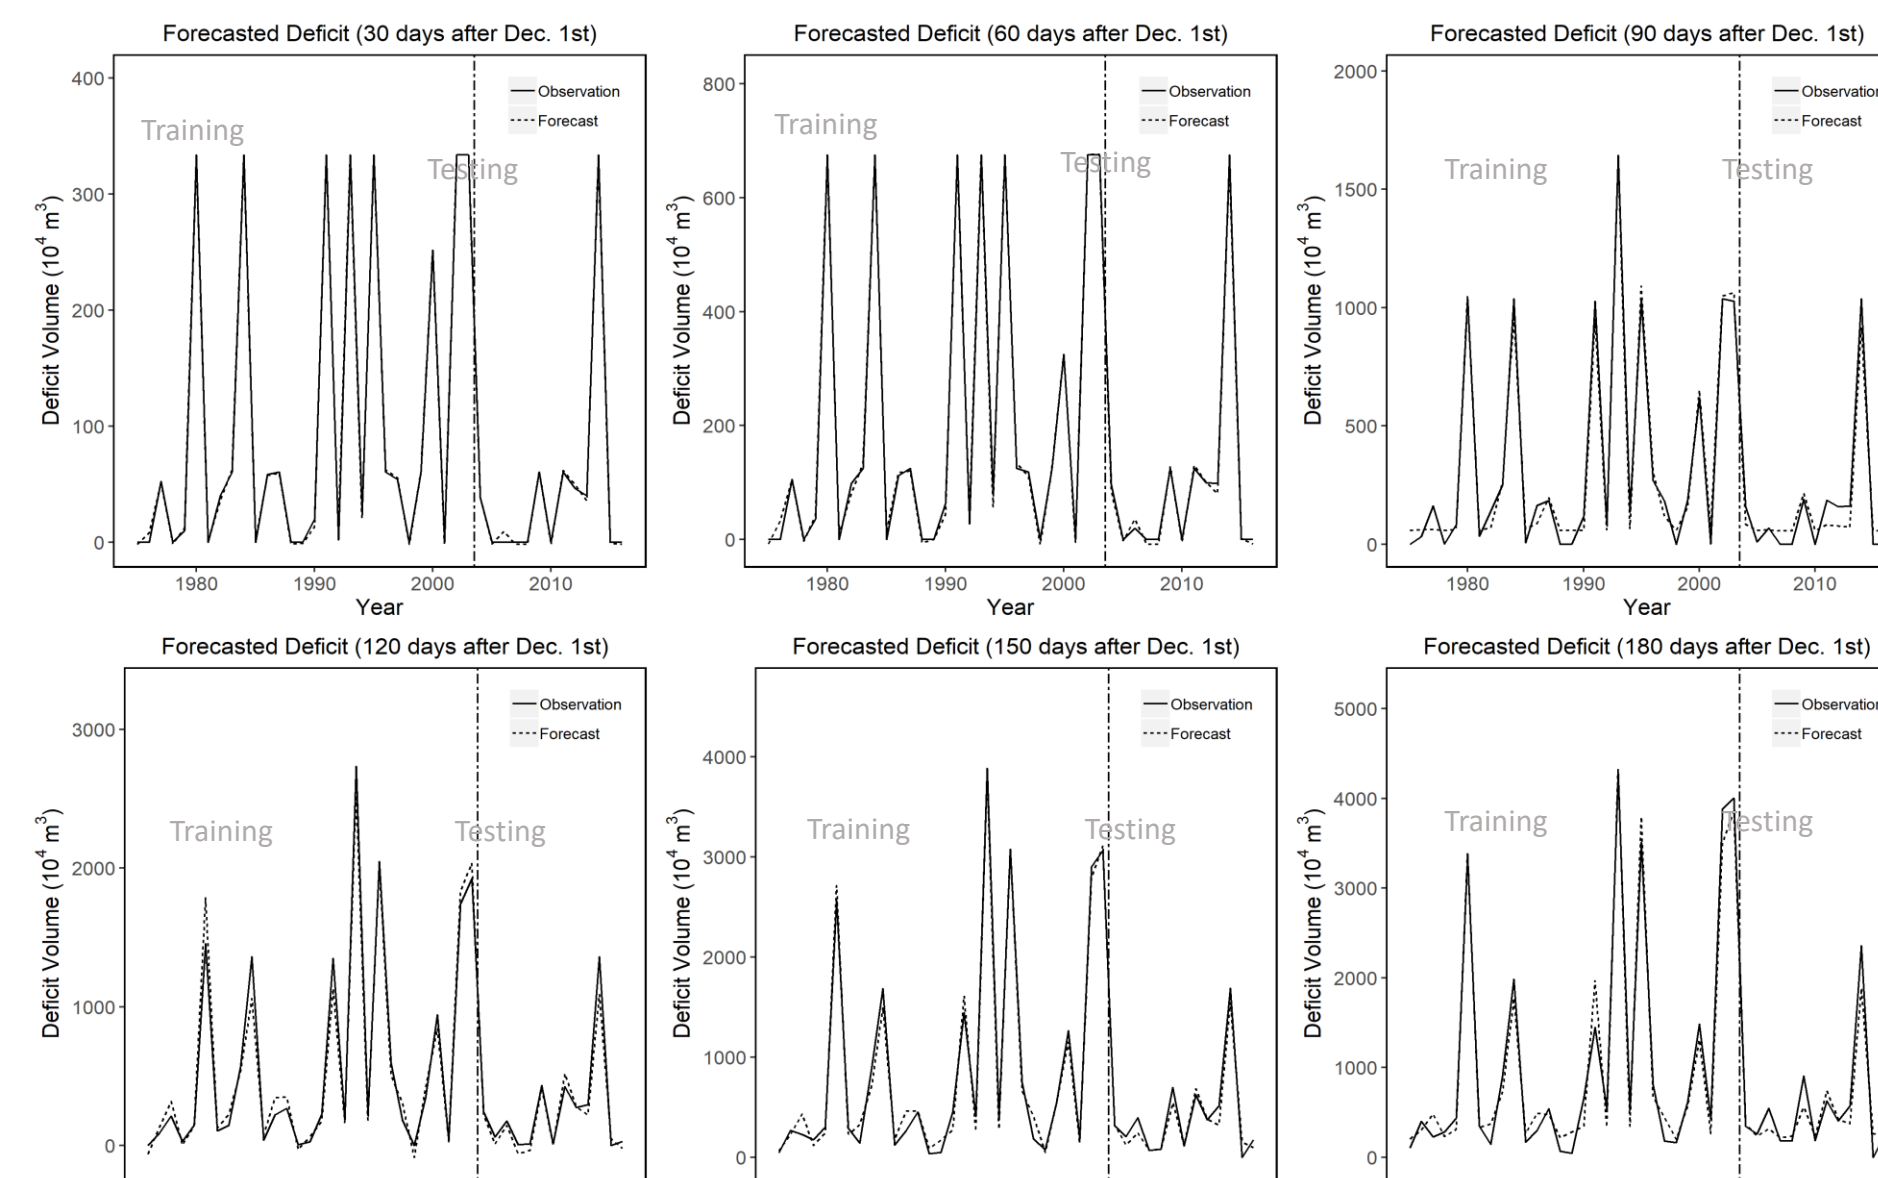 Forecasted Deficit (30 days after Dec. 1st)
400
300
200
100
0
Deficit Volume (10⁴ m³)
Training
Testing
Observation
Forecast
1980
1990
2000
2010
Year
Forecasted Deficit (60 days after Dec. 1st)
800
600
400
200
0
Deficit Volume (10⁴ m³)
Training
Testing
Observation
Forecast
1980
1990
2000
2010
Year
Forecasted Deficit (90 days after Dec. 1st)
2000
1500
1000
500
0
Deficit Volume (10⁴ m³)
Training
Testing
Observation
Forecast
1980
1990
2000
2010
Year
Forecasted Deficit (120 days after Dec. 1st)
3000
2000
1000
0
Deficit Volume (10⁴ m³)
Training
Testing
Observation
Forecast
Forecasted Deficit (150 days after Dec. 1st)
4000
3000
2000
1000
0
Deficit Volume (10⁴ m³)
Training
Testing
Observation
Forecast
Forecasted Deficit (180 days after Dec. 1st)
5000
4000
3000
2000
1000
0
Deficit Volume (10⁴ m³)
Training
Testing
Observation
Forecast